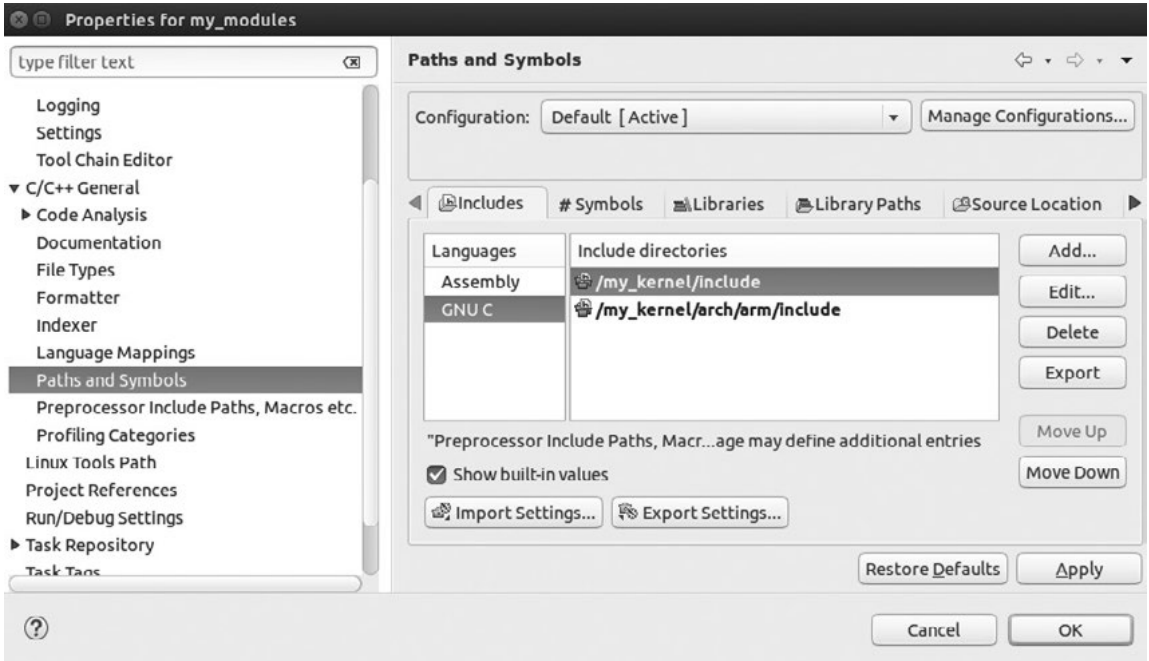 Properties for my_modules
type filter text
Logging
Settings
Tool Chain Editor
C/C++ General
Code Analysis
Documentation
File Types
Formatter
Indexer
Language Mappings
Paths and Symbols
Preprocessor Include Paths, Macros etc.
Profiling Categories
Linux Tools Path
Project References
Run/Debug Settings
Task Repository
Task Tags
Paths and Symbols
Configuration: Default [Active] Manage Configurations...
Includes # Symbols Libraries Library Paths Source Location
Languages Include directories
Assembly /my_kernel/include
GNU C /my_kernel/arch/arm/include
Add...
Edit...
Delete
Export
Move Up
Move Down
"Preprocessor Include Paths, Macr...age may define additional entries
Show built-in values
Import Settings... Export Settings...
Restore Defaults Apply
? Cancel OK